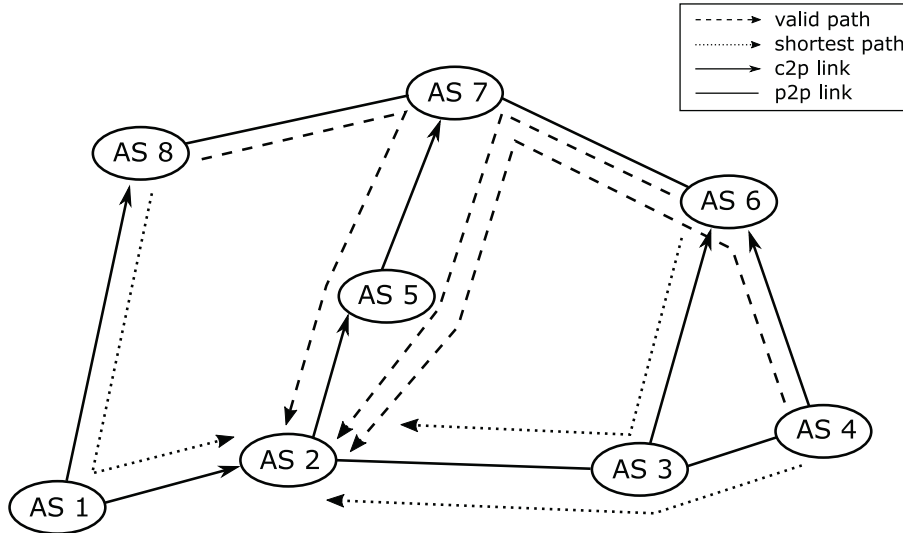 valid path
shortest path
c2p link
p2p link
AS 7
AS 8
AS 6
AS 5
AS 4
AS 2
AS 3
AS 1